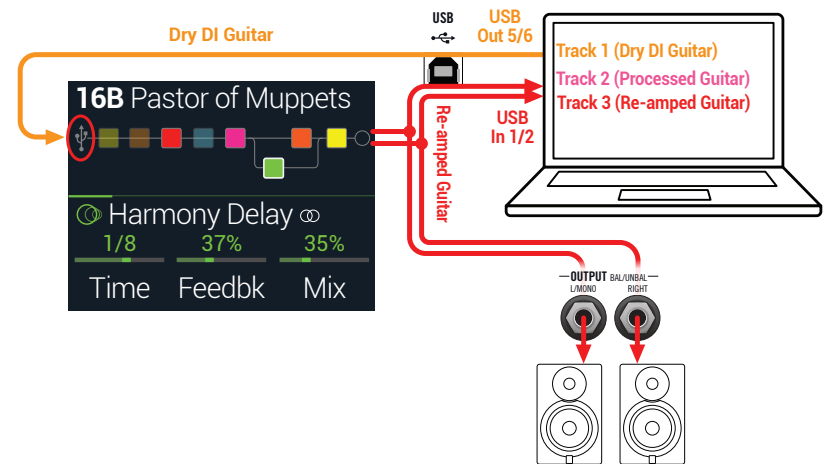 USB
USB
Out 5/6
Dry DI Guitar
Track 1 (Dry DI Guitar)
Track 2 (Processed Guitar)
Track 3 (Re-amped Guitar)
16B Pastor of Muppets
USB
In 1/2
Re-amped Guitar
Harmony Delay
1/8 37% 35%
Time Feedbk Mix
OUTPUT BAL/UNBAL
L/MONO RIGHT